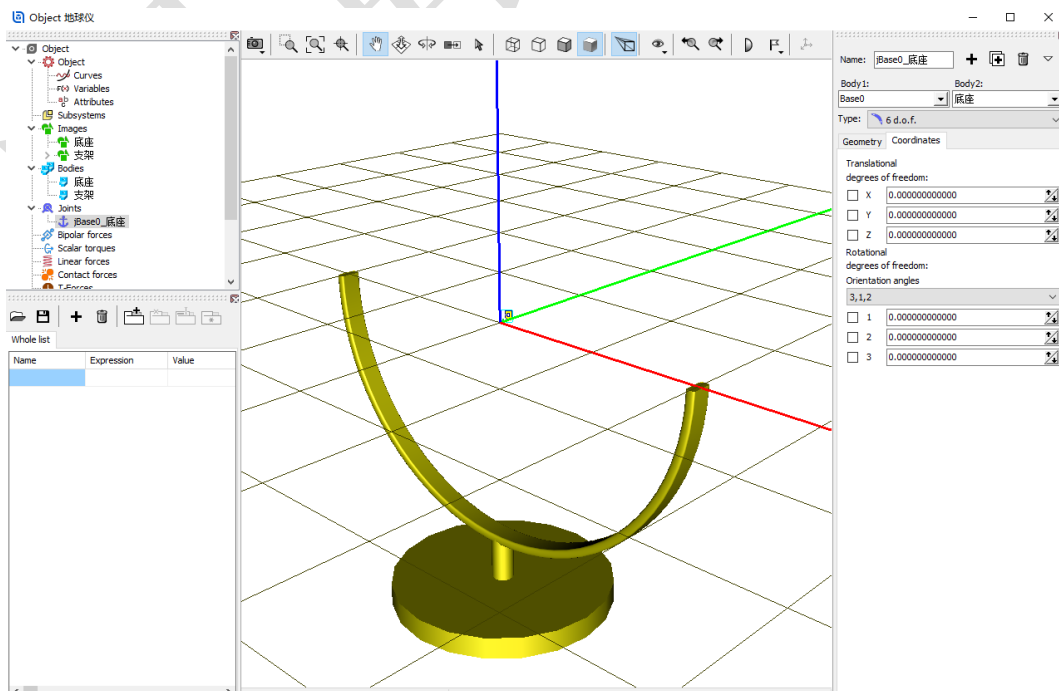 Object 地球仪
Object
Object
Curves
F(x) Variables
Attributes
Subsystems
Images
底座
支架
Bodies
底座
支架
Joints
jBase0_底座
Bipolar forces
Scalar torques
Linear forces
Contact forces
T-Forces
Whole list
Name Expression Value
Name: jBase0_底座
Body1: Body2:
Base0 底座
Type: 6 d.o.f.
Geometry Coordinates
Translational
degrees of freedom:
X 0.000000000000
Y 0.000000000000
Z 0.000000000000
Rotational
degrees of freedom:
Orientation angles
3,1,2
1 0.000000000000
2 0.000000000000
3 0.000000000000